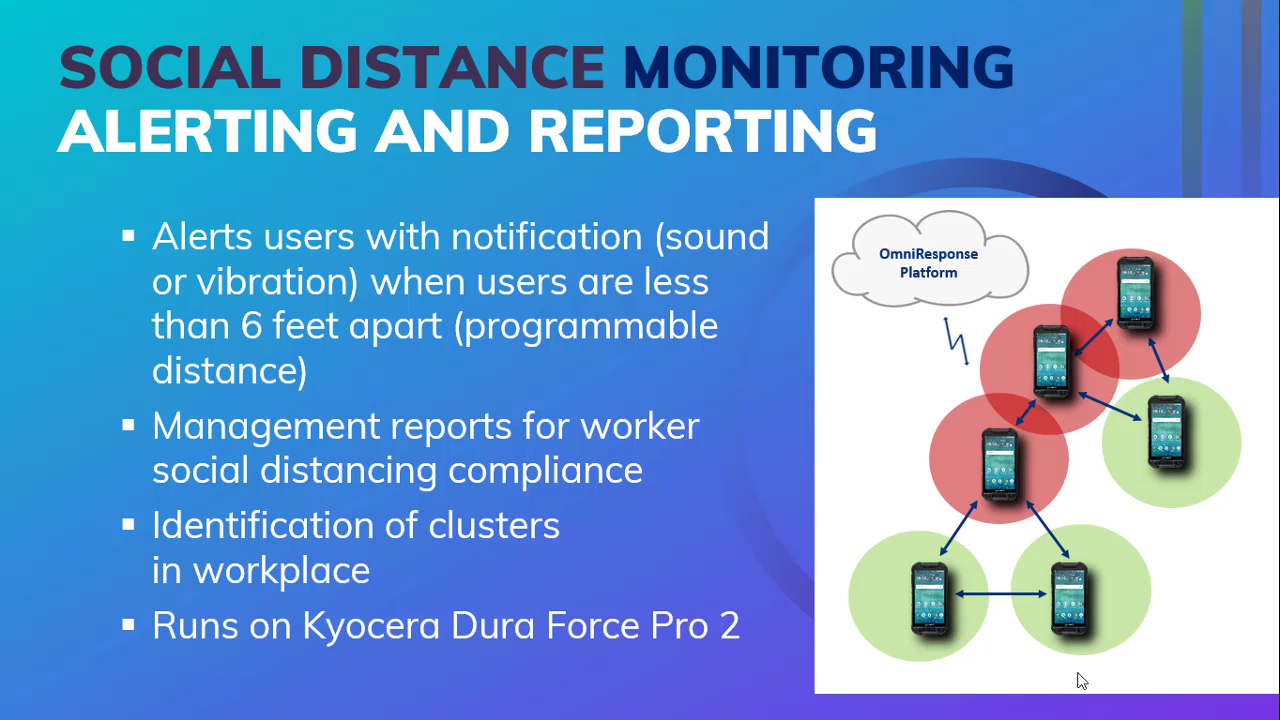 SOCIAL DISTANCE MONITORING
ALERTING AND REPORTING
▪ Alerts users with notification (sound
or vibration) when users are less
than 6 feet apart (programmable
distance)
▪ Management reports for worker
social distancing compliance
▪ Identification of clusters
in workplace
▪ Runs on Kyocera Dura Force Pro 2
OmniResponse
Platform